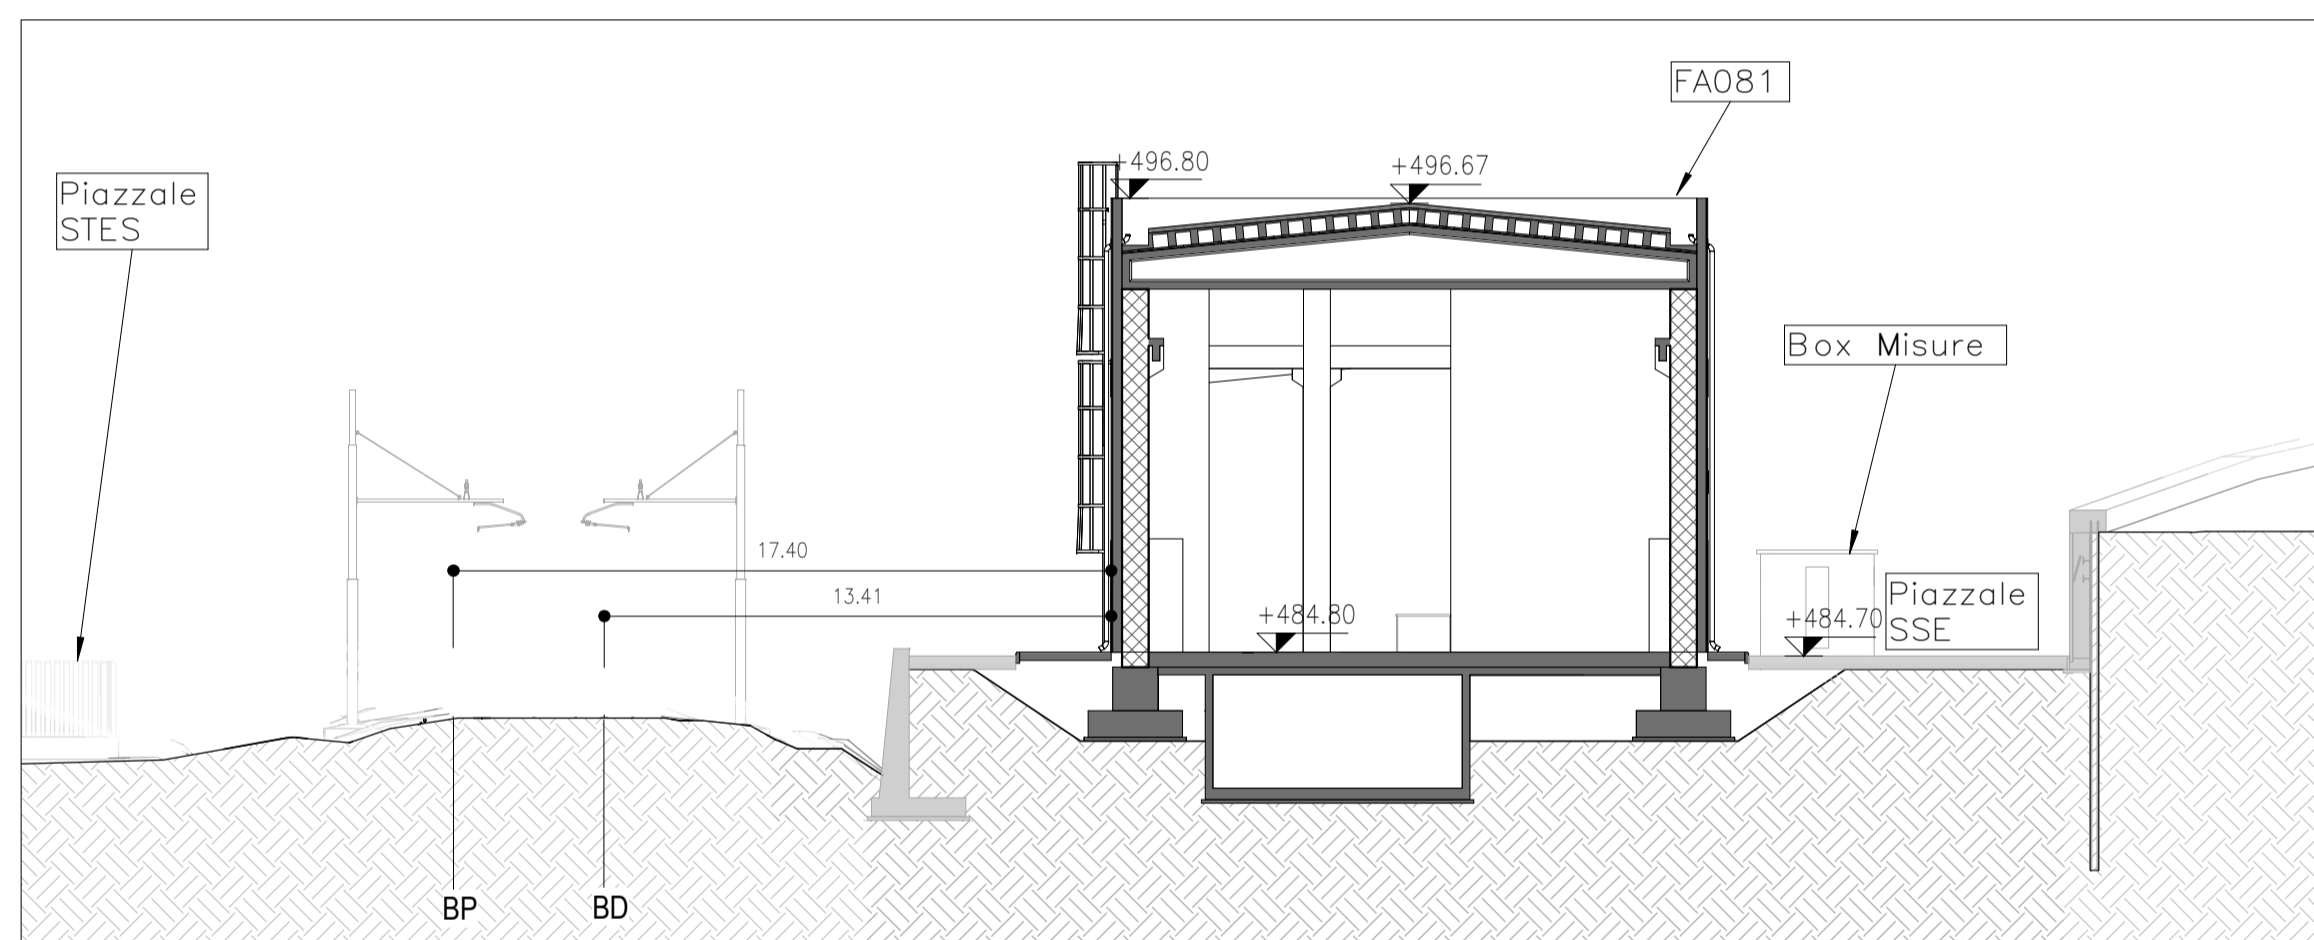 FA081
+496.80
+496.67
Piazzale
STES
Box Misure
17.40
13.41
+484.80
+484.70
Piazzale
SSE
BP
BD